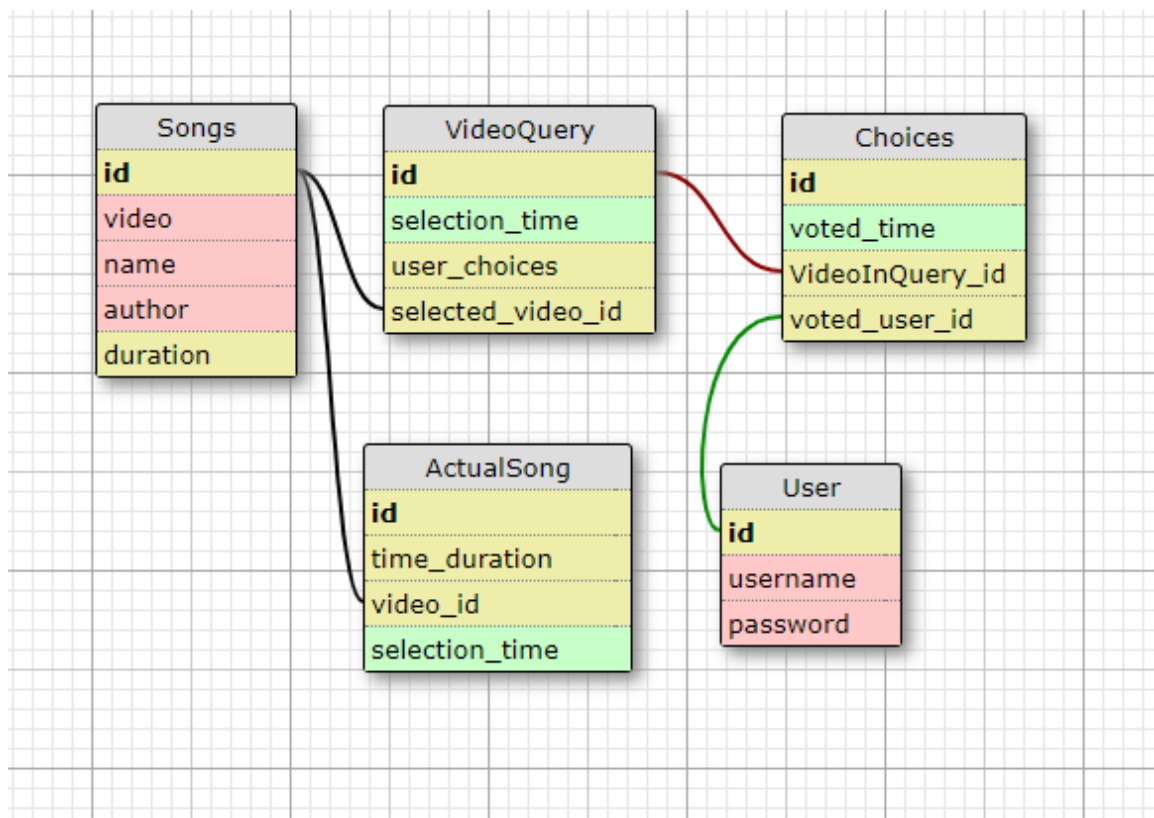 Songs
id
video
name
author
duration
VideoQuery
id
selection_time
user_choices
selected_video_id
Choices
id
voted_time
VideoInQuery_id
voted_user_id
ActualSong
id
time_duration
video_id
selection_time
User
id
username
password